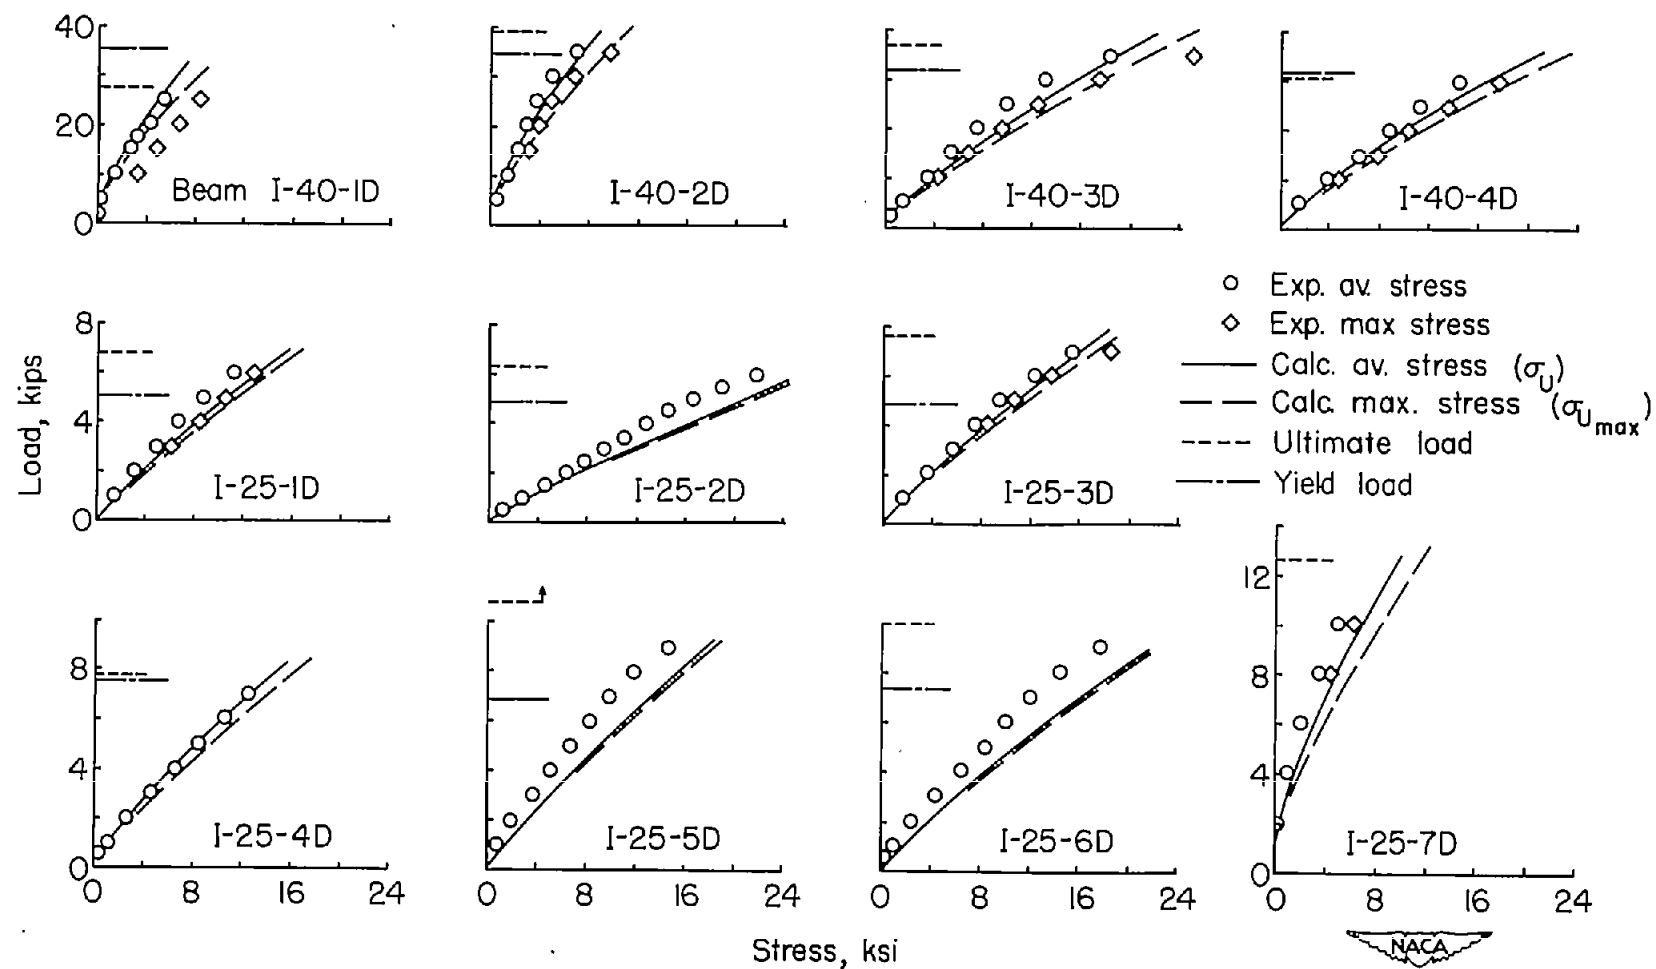 40
20
0
Beam I-40-1D
I-40-2D
I-40-3D
I-40-4D
Exp. av. stress
Exp. max stress
Calc. av. stress (σU)
Calc. max. stress (σUmax)
Ultimate load
Yield load
8
4
0
I-25-1D
I-25-2D
I-25-3D
Load, kips
8
4
0
I-25-4D
I-25-5D
I-25-6D
12
8
4
0
I-25-7D
0 8 16 24
0 8 16 24
0 8 16 24
0 8 16 24
Stress, ksi
NACA